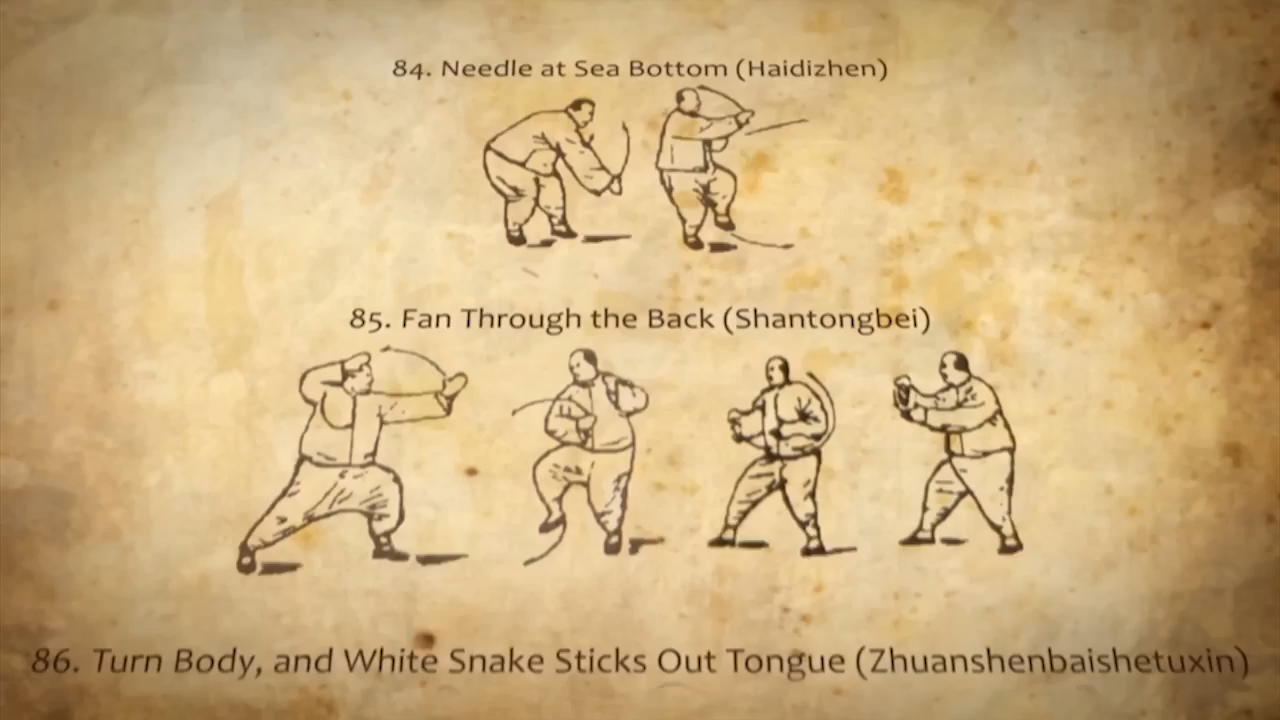 84. Needle at Sea Bottom (Haidizhen)
85. Fan Through the Back (Shantongbei)
86. Turn Body, and White Snake Sticks Out Tongue (Zhuanshenbaishetuxin)